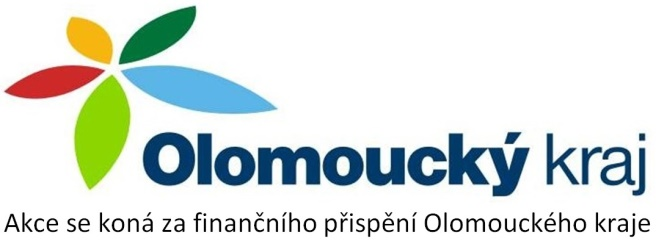 Olomoucký kraj
Akce se koná za finančního přispění Olomouckého kraje